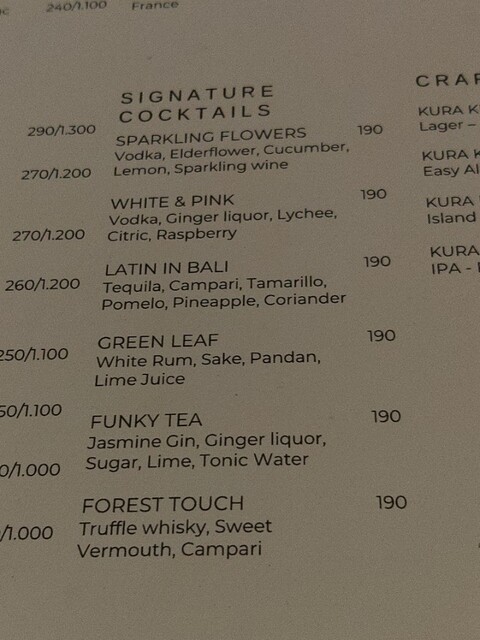 240/1.100 France
290/1.300
270/1.200
270/1.200
260/1.200
250/1.100
SIGNATURE
COCKTAILS
SPARKLING FLOWERS 190
Vodka, Elderflower, Cucumber,
Lemon, Sparkling wine
WHITE & PINK 190
Vodka, Ginger liquor, Lychee,
Citric, Raspberry
LATIN IN BALI 190
Tequila, Campari, Tamarillo,
Pomelo, Pineapple, Coriander
GREEN LEAF 190
White Rum, Sake, Pandan,
Lime Juice
FUNKY TEA 190
Jasmine Gin, Ginger liquor,
Sugar, Lime, Tonic Water
FOREST TOUCH 190
Truffle whisky, Sweet
Vermouth, Campari
KURA
Lager –
KURA
Easy
KURA
Island
KURA
IPA -